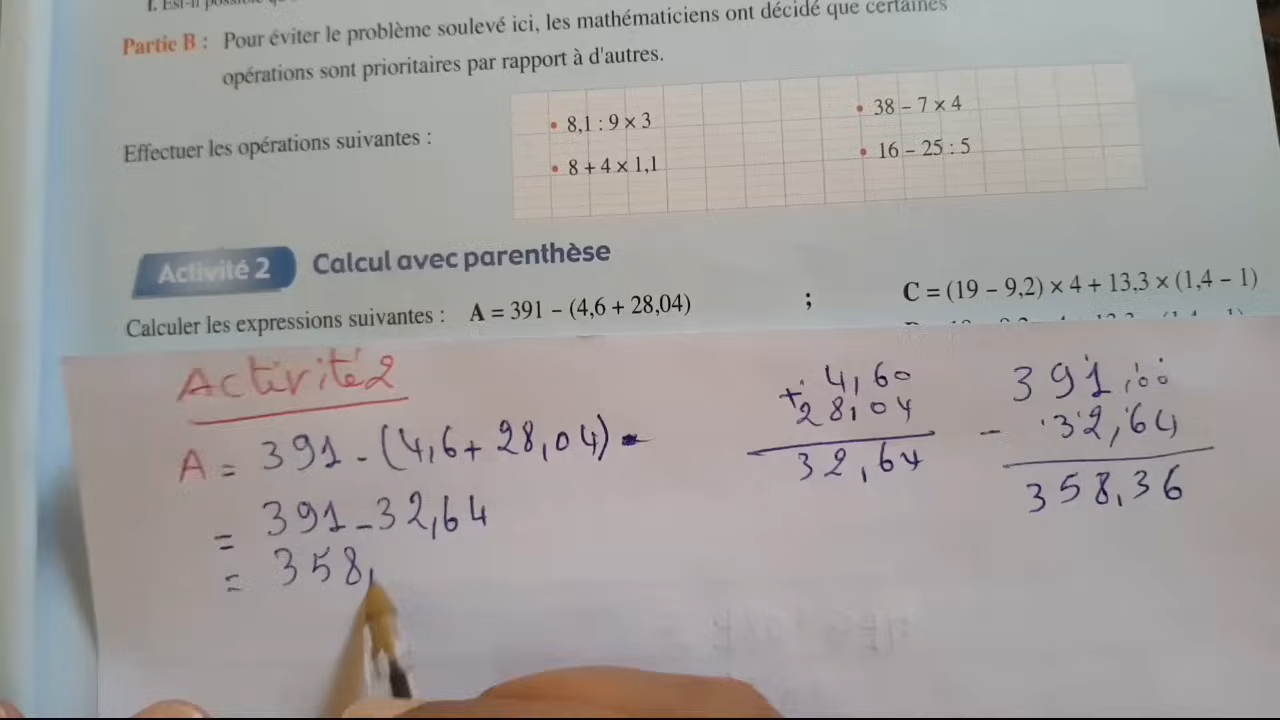 Partie B : Pour éviter le problème soulevé ici, les mathématiciens ont décidé que certaines
opérations sont prioritaires par rapport à d'autres.
Effectuer les opérations suivantes :
• 8,1 : 9 × 3
• 38 – 7 × 4
• 8 + 4 × 1,1
• 16 – 25 : 5
Activité 2 Calcul avec parenthèse
Calculer les expressions suivantes : A = 391 – (4,6 + 28,04) ; C = (19 – 9,2) × 4 + 13,3 × (1,4 – 1)
Activité 2
A = 391 - (4,6 + 28,04)
= 391 - 32,64
= 358,
4,60
+ 28,04
32,64
391,00
- 32,64
358,36